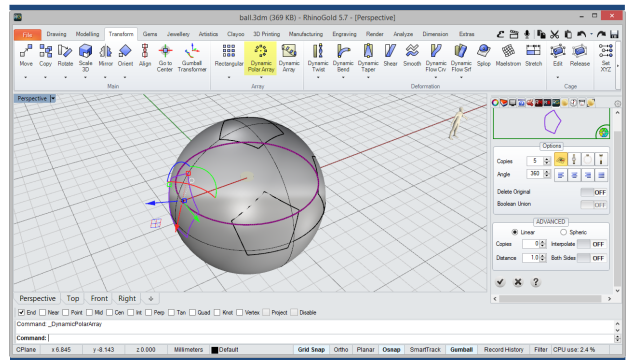 ball.3dm (369 KB) - RhinoGold 5.7 - [Perspective]
File Drawing Modelling Transform Gems Jewellery Artistics Clayoo 3D Printing Manufacturing Engraving Render Analyze Dimension Extras
Move Copy Rotate Scale 3D Mirror Orient Align Go to Center Gumball Transformer Rectangular Dynamic Polar Array Dynamic Array Dynamic Twist Dynamic Bend Dynamic Taper Shear Smooth Dynamic Flow Crv Dynamic Flow Srf Splop Maelstrom Stretch Edit Release Set XYZ
Main Array Deformation Cage
Perspective
Options
Copies 5
Angle 360
Delete Original OFF
Boolean Union OFF
ADVANCED
Linear Spheric
Copies 0 Interpolate OFF
Distance 1.0 Both Sides OFF
Perspective Top Front Right
End Near Point Mid Cen Int Perp Tan Quad Knot Vertex Project Disable
Command: _DynamicPolarArray
Command:
CPlane x 6.845 y -8.143 z 0.000 Millimeters Default Grid Snap Ortho Planar Osnap SmartTrack Gumball Record History Filter CPU use: 2.4 %